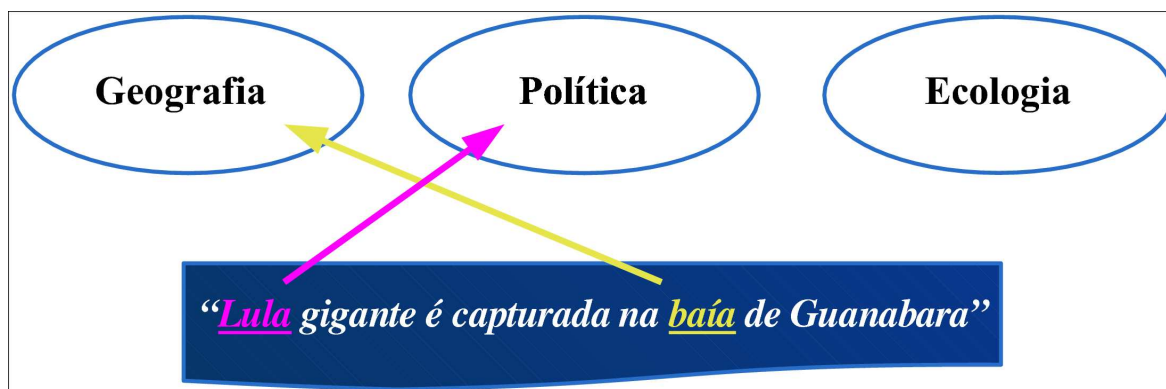 Geografia
Política
Ecologia
“Lula gigante é capturada na baía de Guanabara”